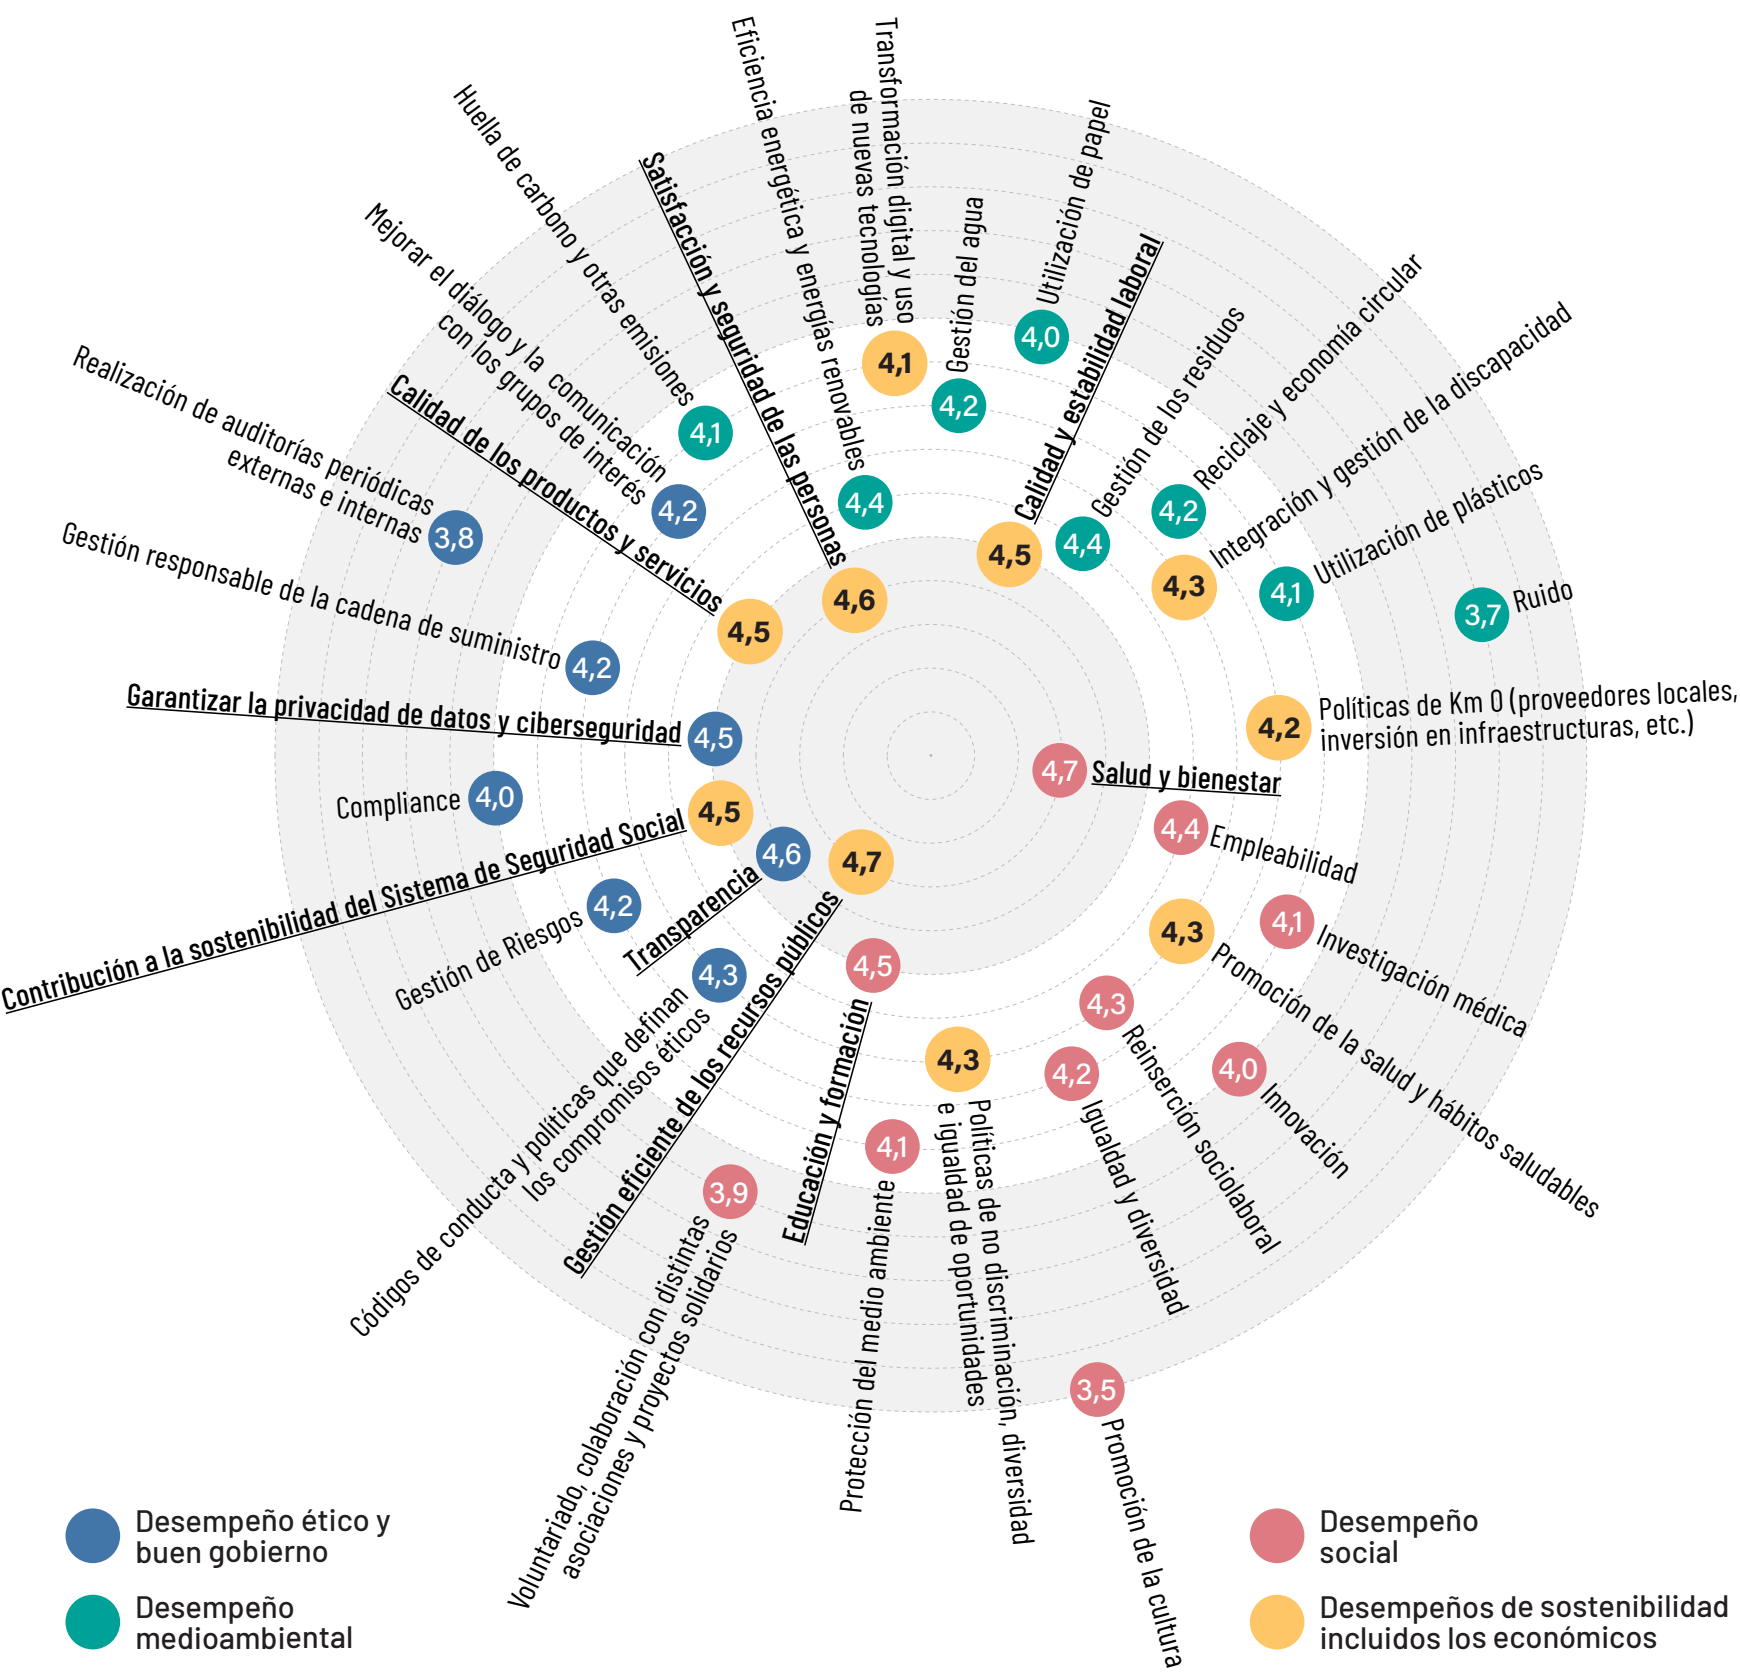 Transformación digital y uso
de nuevas tecnologías
4,1
Gestión del agua
4,2
Utilización de papel
4,0
Calidad y estabilidad laboral
4,5
Gestión de los residuos
4,4
Reciclaje y economía circular
4,2
Integración y gestión de la discapacidad
4,3
Utilización de plásticos
4,1
Ruido
3,7
Políticas de Km 0 (proveedores locales,
inversión en infraestructuras, etc.)
4,2
Salud y bienestar
4,7
Empleabilidad
4,4
Investigación médica
4,1
Promoción de la salud y hábitos saludables
4,3
Innovación
4,0
Reinserción sociolaboral
4,3
Igualdad y diversidad
4,2
Promoción de la cultura
3,5
Políticas de no discriminación, diversidad
e igualdad de oportunidades
4,3
Protección del medio ambiente
4,1
Educación y formación
4,5
Voluntariado, colaboración con distintas
asociaciones y proyectos solidarios
3,9
Gestión eficiente de los recursos públicos
4,7
Códigos de conducta y políticas que definan
los compromisos éticos
4,3
Transparencia
4,6
Gestión de Riesgos
4,2
Contribución a la sostenibilidad del Sistema de Seguridad Social
4,5
Compliance
4,0
Garantizar la privacidad de datos y ciberseguridad
4,5
Gestión responsable de la cadena de suministro
4,2
Realización de auditorías periódicas
externas e internas
3,8
Calidad de los productos y servicios
4,5
Mejorar el diálogo y la comunicación
con los grupos de interés
4,2
Huella de carbono y otras emisiones
4,1
Satisfacción y seguridad de las personas
4,6
Eficiencia energética y energías renovables
4,4
Desempeño ético y
buen gobierno
Desempeño
medioambiental
Desempeño
social
Desempeños de sostenibilidad
incluidos los económicos